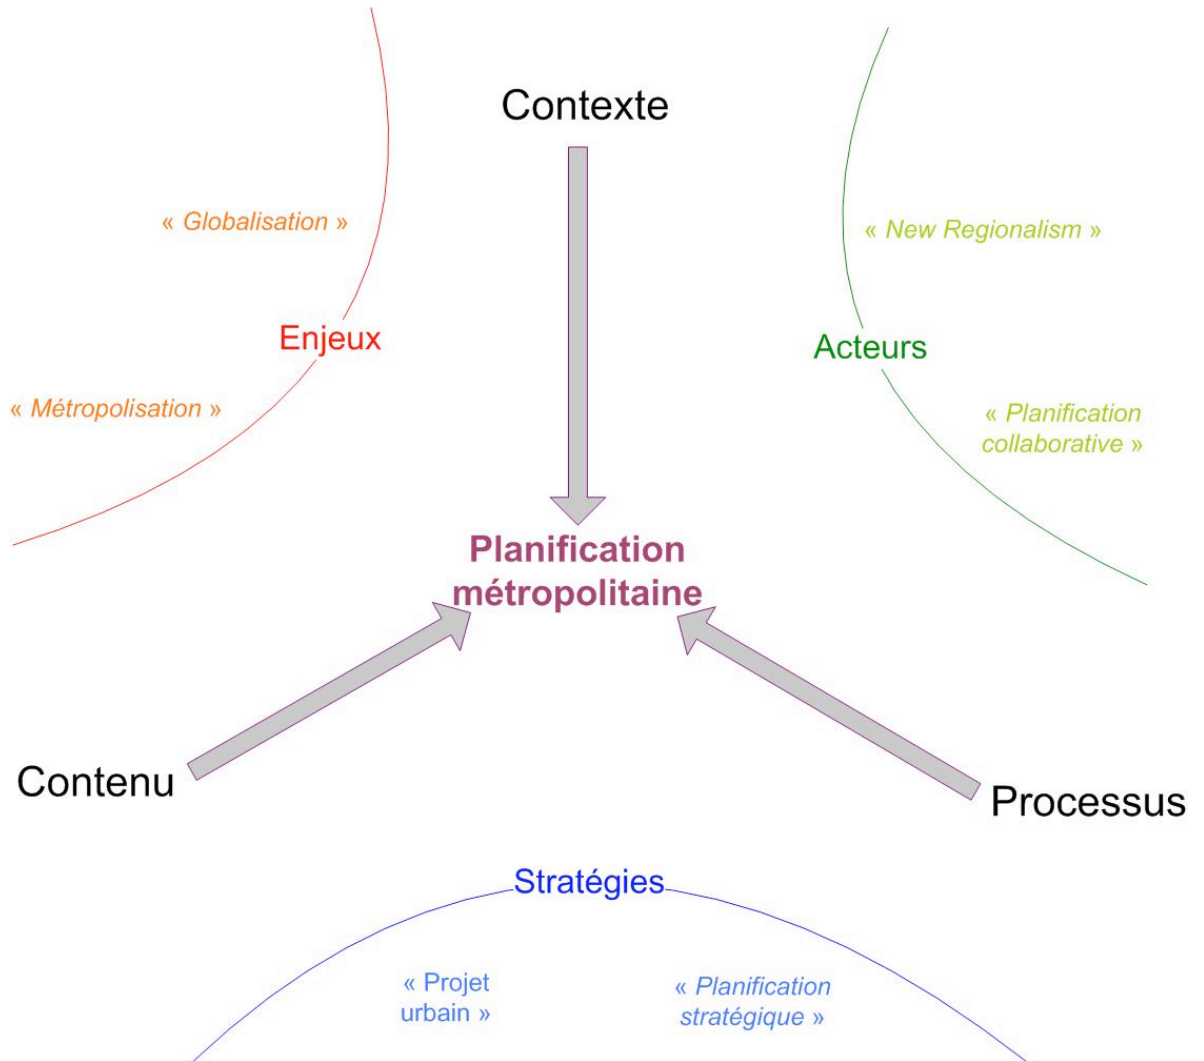 Contexte
« Globalisation »
« New Regionalism »
Enjeux
Acteurs
« Métropolisation »
« Planification
collaborative »
Planification
métropolitaine
Contenu
Processus
Stratégies
« Projet
urbain »
« Planification
stratégique »